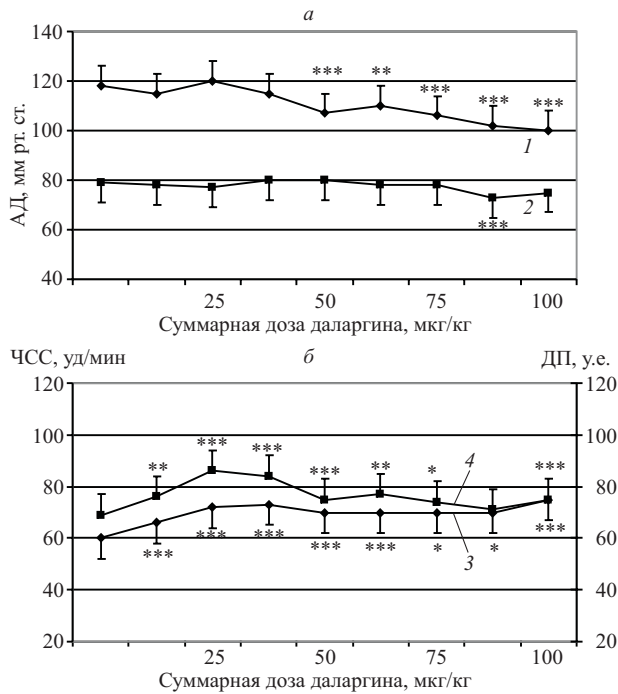 а
140
120
100
80
60
40
АД, мм рт. ст.
*** ** *** *** ***
1
2
***
25 50 75 100
Суммарная доза даларгина, мкг/кг
ЧСС, уд/мин б ДП, у.е.
120 120
100 100
80 80
60 60
40 40
20 20
** *** *** *** ** * 4 ***
*** *** *** *** *** * * 3 ***
25 50 75 100
Суммарная доза даларгина, мкг/кг